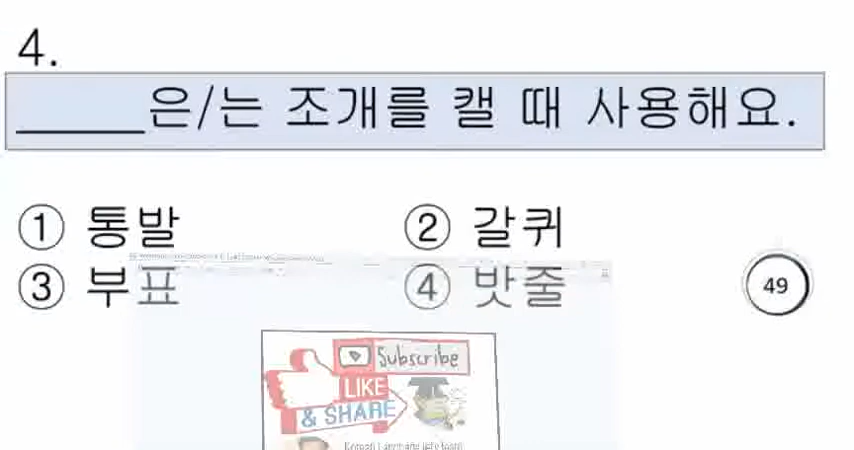 4.
______은/는 조개를 캘 때 사용해요.
① 통발 ② 갈퀴
③ 부표 ④ 밧줄
49
Subscribe
LIKE
& SHARE